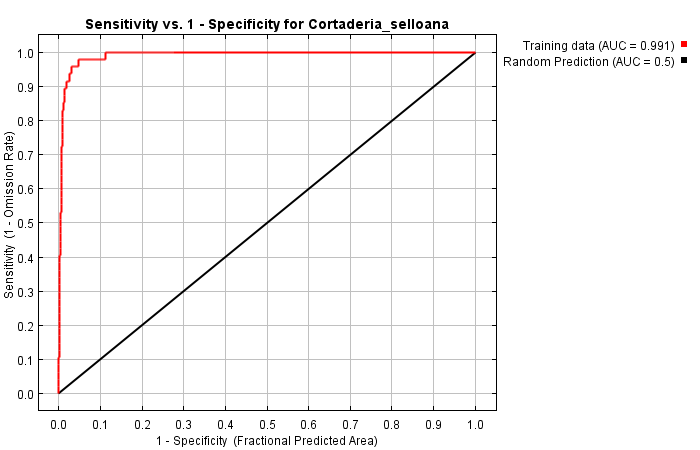 Sensitivity vs. 1 - Specificity for Cortaderia_selloana
Training data (AUC = 0.991)
Random Prediction (AUC = 0.5)
Sensitivity (1 - Omission Rate)
1.0
0.9
0.8
0.7
0.6
0.5
0.4
0.3
0.2
0.1
0.0
0.0 0.1 0.2 0.3 0.4 0.5 0.6 0.7 0.8 0.9 1.0
1 - Specificity (Fractional Predicted Area)